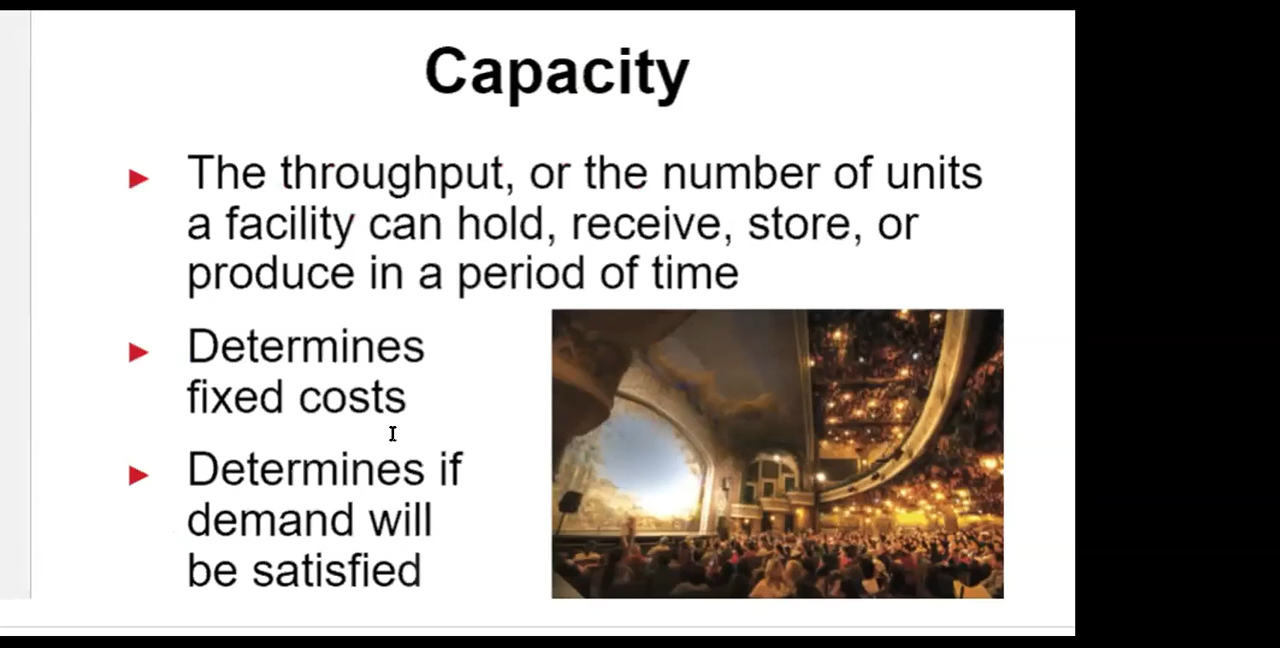 Capacity
The throughput, or the number of units
a facility can hold, receive, store, or
produce in a period of time
Determines
fixed costs
Determines if
demand will
be satisfied